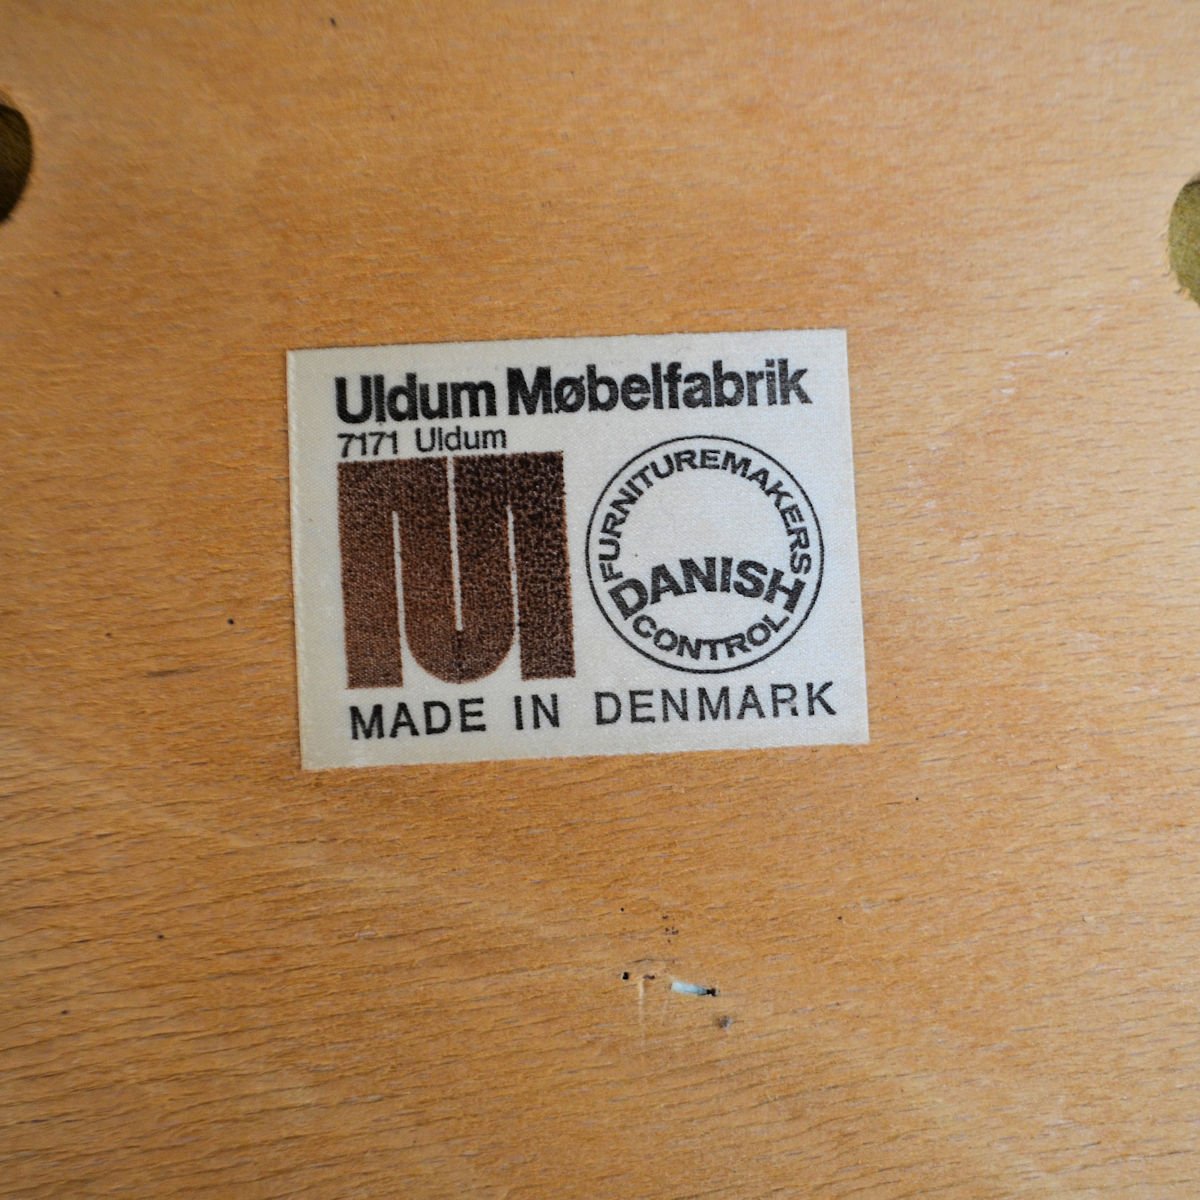 Uldum Møbelfabrik
7171 Uldum
FURNITUREMAKERS
DANISH
CONTROL
MADE IN DENMARK